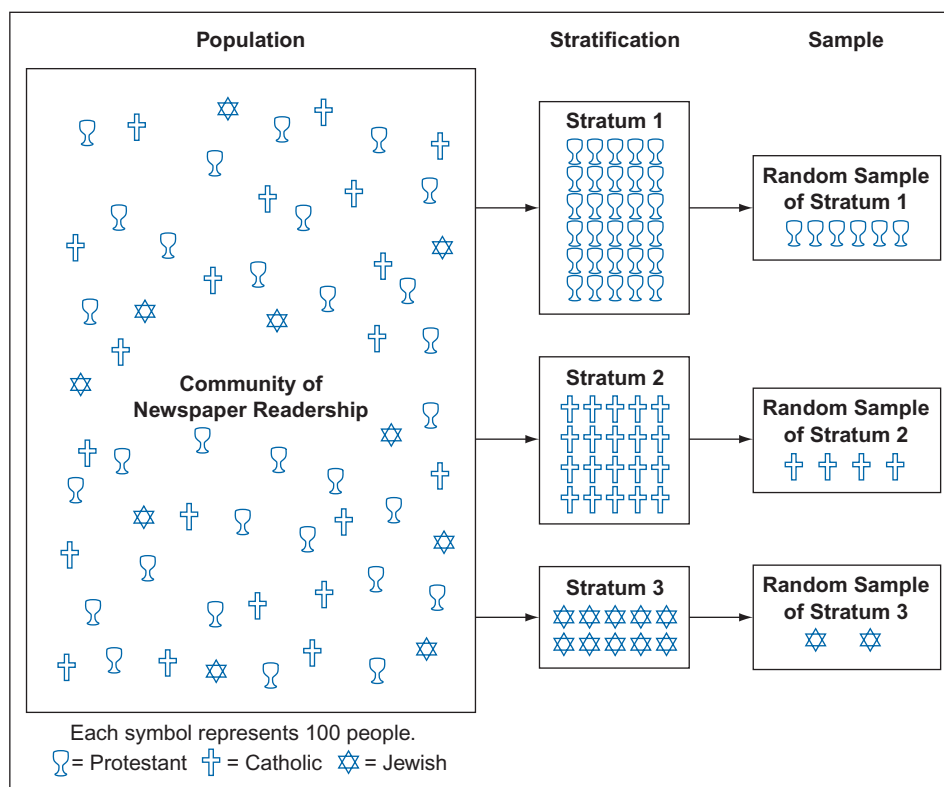 Population
Stratification
Sample
Community of
Newspaper Readership
Stratum 1
Random Sample
of Stratum 1
Stratum 2
Random Sample
of Stratum 2
Stratum 3
Random Sample
of Stratum 3
Each symbol represents 100 people.
= Protestant = Catholic = Jewish